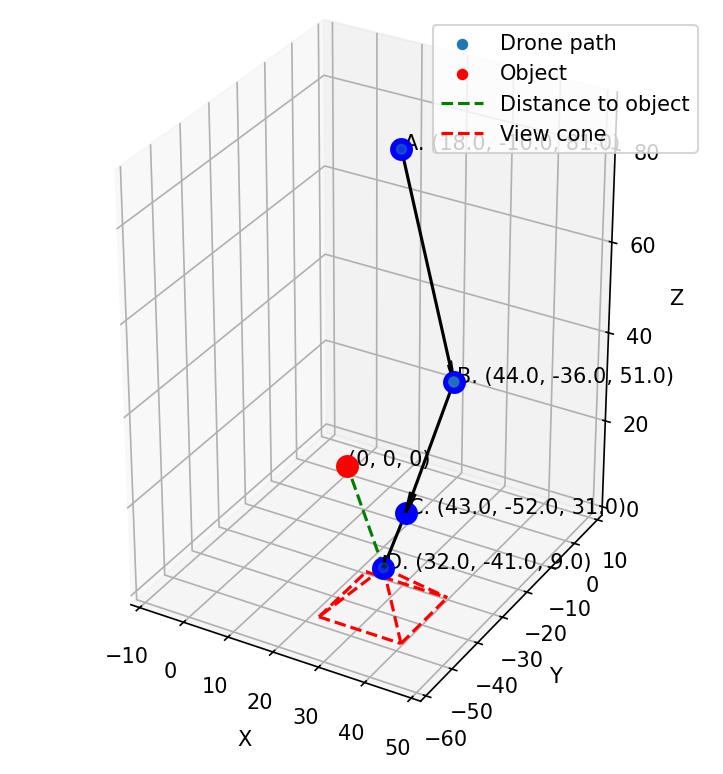 Drone path
Object
Distance to object
View cone
A. (18.0, -10.0, 81.0)
80
60
Z
B. (44.0, -36.0, 51.0)
40
20
(0, 0, 0)
C. (43.0, -52.0, 31.0)
0
D. (32.0, -41.0, 9.0)
10
0
−10
−20
−30
Y
−40
−50
−60
−10
0
10
20
30
40
50
X